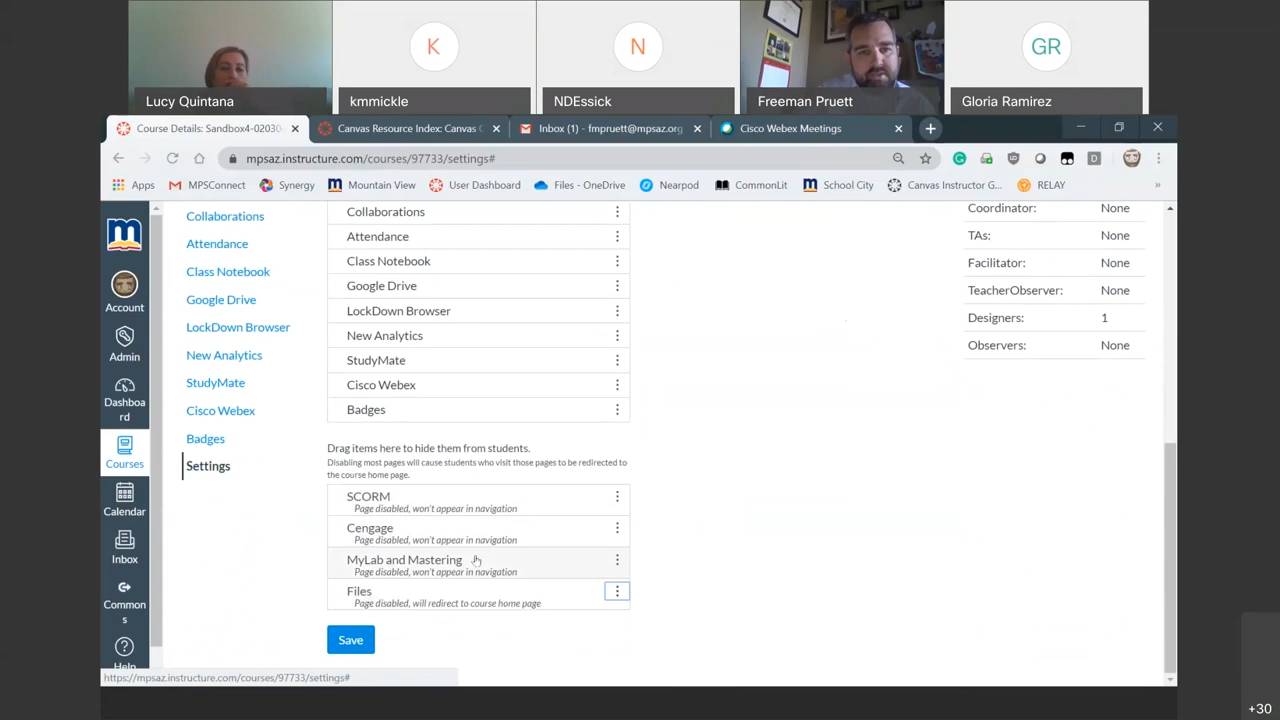 K
N
GR
Lucy Quintana
kmmickle
NDEssick
Freeman Pruett
Gloria Ramirez
Course Details: Sandbox4-02030
Canvas Resource Index: Canvas C
Inbox (1) - fmpruett@mpsaz.org
Cisco Webex Meetings
mpsaz.instructure.com/courses/97733/settings#
Apps
MPSConnect
Synergy
Mountain View
User Dashboard
Files - OneDrive
Nearpod
CommonLit
School City
Canvas Instructor G...
RELAY
Account
Admin
Dashboa
rd
Courses
Calendar
Inbox
Common
s
Help
Collaborations
Attendance
Class Notebook
Google Drive
LockDown Browser
New Analytics
StudyMate
Cisco Webex
Badges
Settings
Collaborations
Attendance
Class Notebook
Google Drive
LockDown Browser
New Analytics
StudyMate
Cisco Webex
Badges
Drag items here to hide them from students.
Disabling most pages will cause students who visit those pages to be redirected to
the course home page.
SCORM
Page disabled, won't appear in navigation
Cengage
Page disabled, won't appear in navigation
MyLab and Mastering
Page disabled, won't appear in navigation
Files
Page disabled, will redirect to course home page
Save
Coordinator: None
TAs: None
Facilitator: None
TeacherObserver: None
Designers: 1
Observers: None
https://mpsaz.instructure.com/courses/97733/settings#
+30